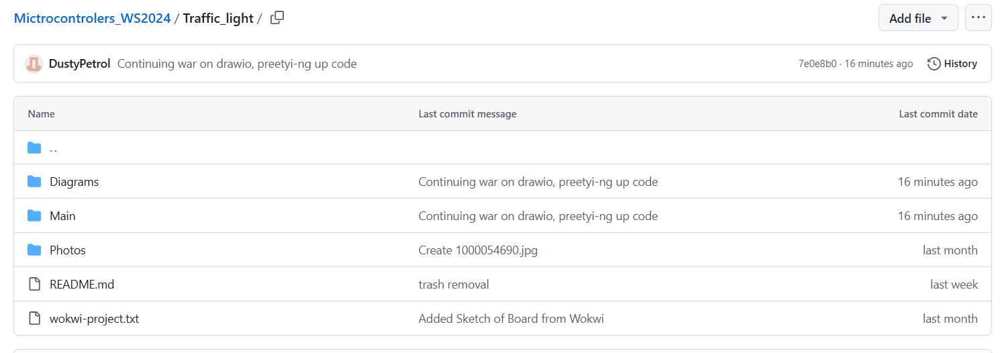 Mictrocontrolers_WS2024 / Traffic_light /
Add file
DustyPetrol Continuing war on drawio, preetyi-ng up code 7e0e8b0 · 16 minutes ago History
Name Last commit message Last commit date
..
Diagrams Continuing war on drawio, preetyi-ng up code 16 minutes ago
Main Continuing war on drawio, preetyi-ng up code 16 minutes ago
Photos Create 1000054690.jpg last month
README.md trash removal last week
wokwi-project.txt Added Sketch of Board from Wokwi last month